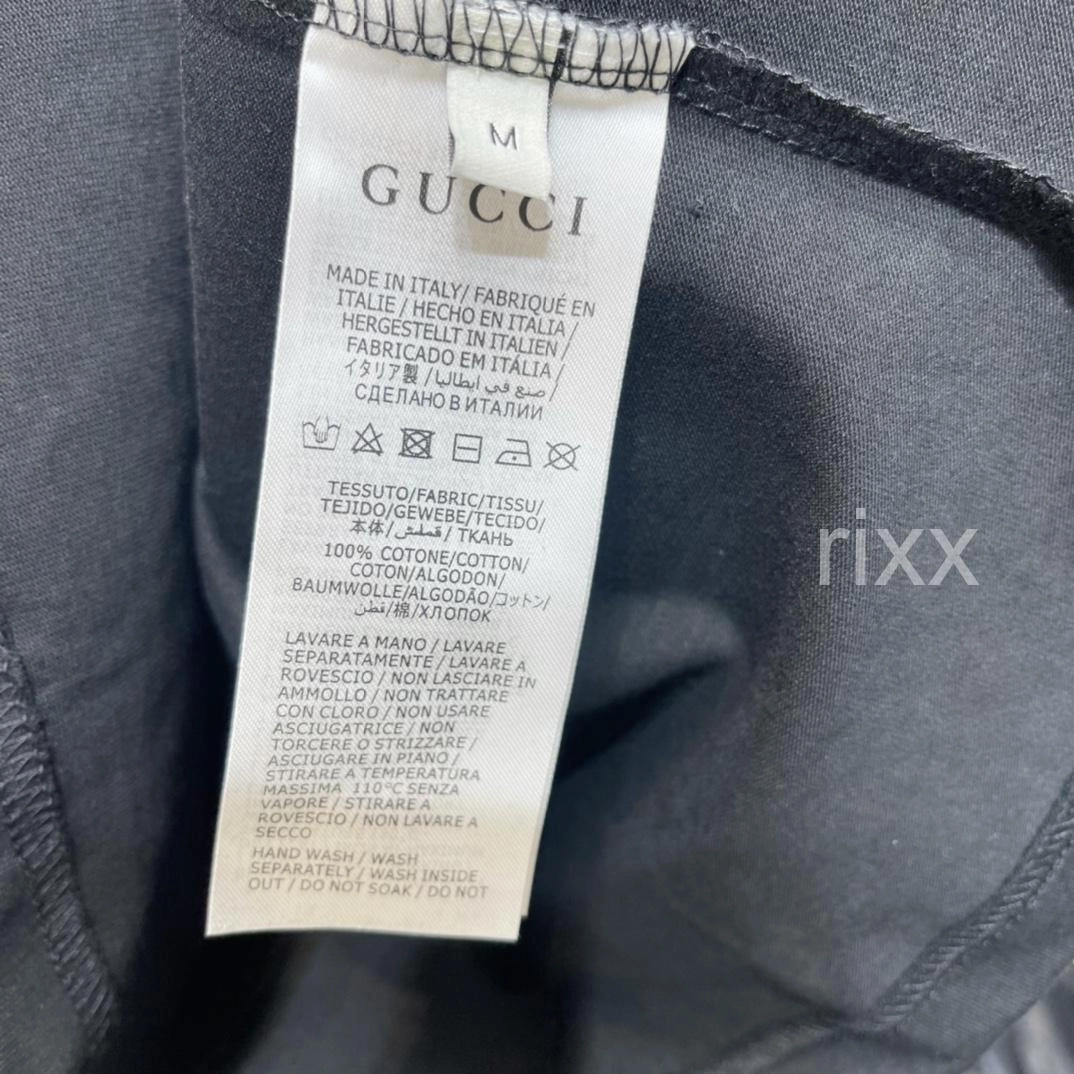 M
GUCCI
MADE IN ITALY/ FABRIQUÉ EN
ITALIE / HECHO EN ITALIA /
HERGESTELLT IN ITALIEN /
FABRICADO EM ITÁLIA /
イタリア製 / صنع في ايطاليا /
СДЕЛАНО В ИТАЛИИ
TESSUTO/FABRIC/TISSU/
TEJIDO/GEWEBE/TECIDO/
本体/قملش/ ТКАНЬ
100% COTONE/COTTON/
COTON/ALGODON/
BAUMWOLLE/ALGODÃO/コットン/
قطن/棉/ХЛОПОК
LAVARE A MANO / LAVARE
SEPARATAMENTE / LAVARE A
ROVESCIO / NON LASCIARE IN
AMMOLLO / NON TRATTARE
CON CLORO / NON USARE
ASCIUGATRICE / NON
TORCERE O STRIZZARE /
ASCIUGARE IN PIANO /
STIRARE A TEMPERATURA
MASSIMA 110°C SENZA
VAPORE / STIRARE A
ROVESCIO / NON LAVARE A
SECCO
HAND WASH / WASH
SEPARATELY / WASH INSIDE
OUT / DO NOT SOAK / DO NOT
rixx